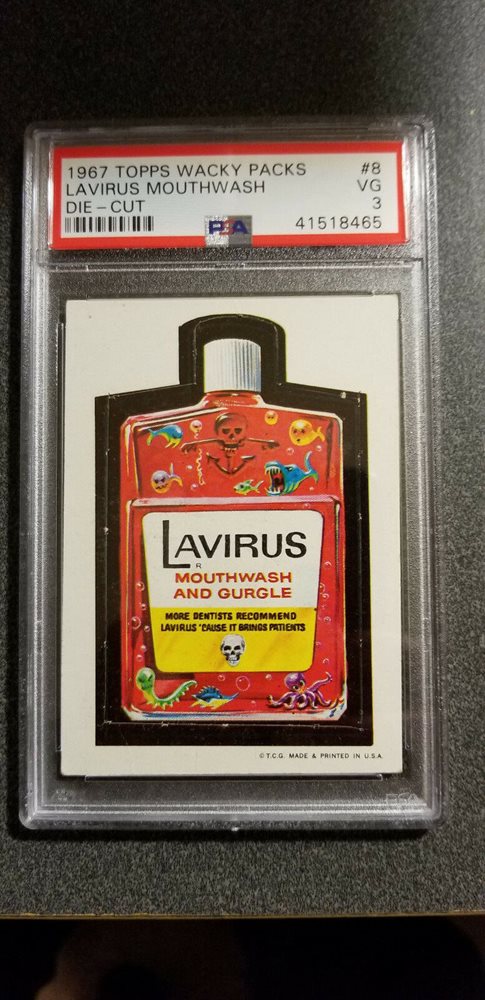 1967 TOPPS WACKY PACKS #8
LAVIRUS MOUTHWASH VG
DIE-CUT 3
PSA 41518465
LAVIRUS
R
MOUTHWASH
AND GURGLE
MORE DENTISTS RECOMMEND
LAVIRUS 'CAUSE IT BRINGS PATIENTS
© T.C.G. MADE & PRINTED IN U.S.A.
PSA